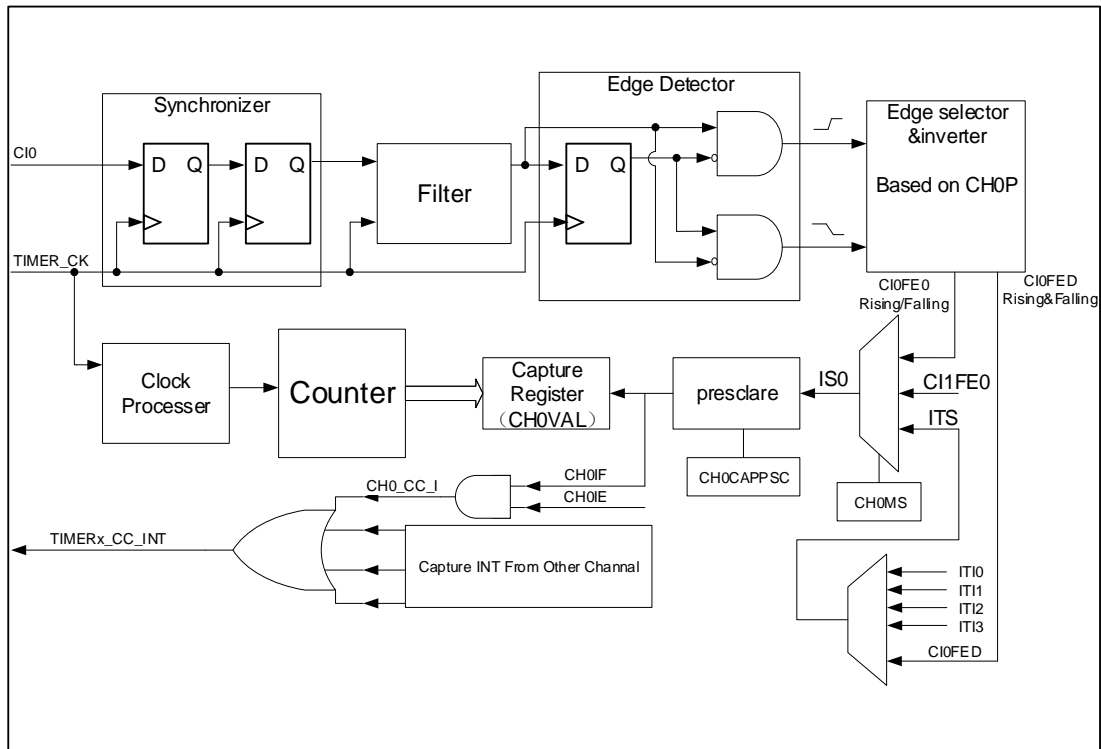 Edge Detector
Synchronizer
Edge selector
&inverter
Based on CH0P
CI0
D Q
D Q
Filter
D Q
TIMER_CK
CI0FE0
Rising/Falling
CI0FED
Rising&Falling
Clock
Processer
Counter
Capture
Register
（CH0VAL）
presclare
IS0
CI1FE0
ITS
CH0CAPPSC
CH0MS
CH0IF
CH0_CC_I
CH0IE
TIMERx_CC_INT
Capture INT From Other Channel
ITI0
ITI1
ITI2
ITI3
CI0FED